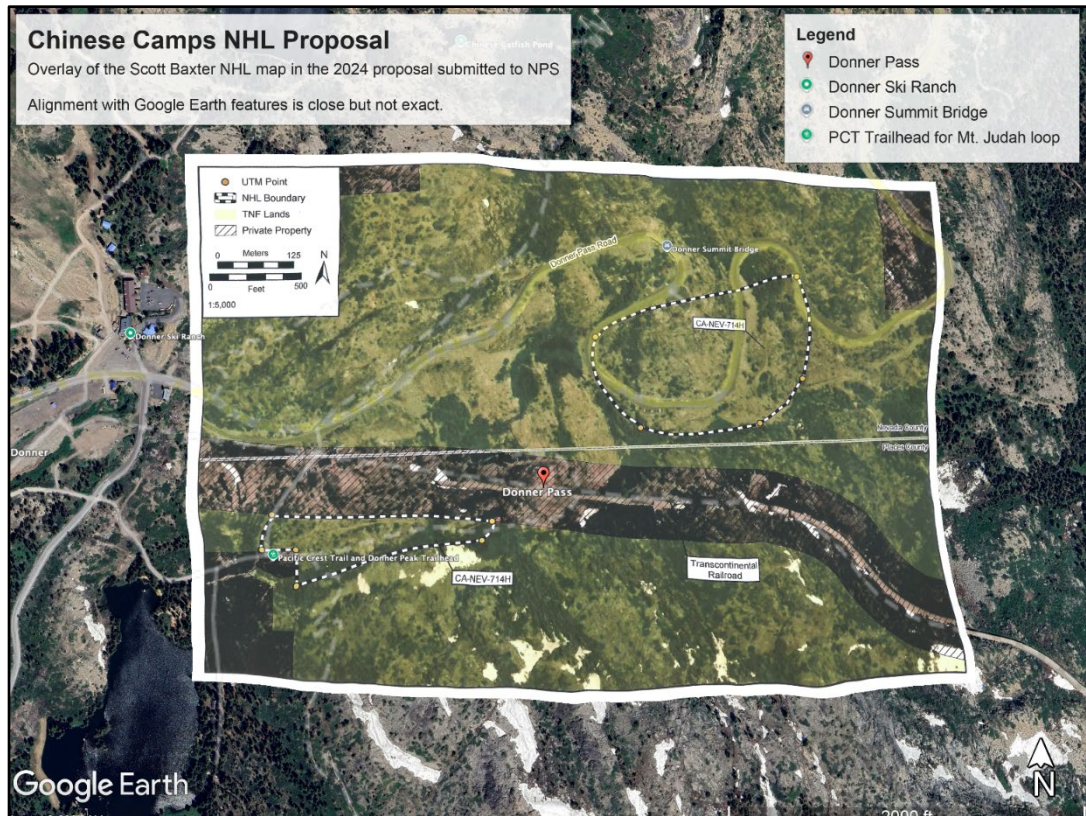 Chinese Camps NHL Proposal
Overlay of the Scott Baxter NHL map in the 2024 proposal submitted to NPS
Alignment with Google Earth features is close but not exact.
Legend
Donner Pass
Donner Ski Ranch
Donner Summit Bridge
PCT Trailhead for Mt. Judah loop
UTM Point
NHL Boundary
TNF Lands
Private Property
Meters
0 125
N
0 500
Feet
1:5,000
Donner Pass Road
Donner Summit Bridge
CA-NEV-714H
Donner Ski Ranch
Nevada County
Placer County
Donner
Donner Pass
Pacific Crest Trail and Donner Peak Trailhead
CA-NEV-714H
Transcontinental
Railroad
Google Earth
N
2000 ft